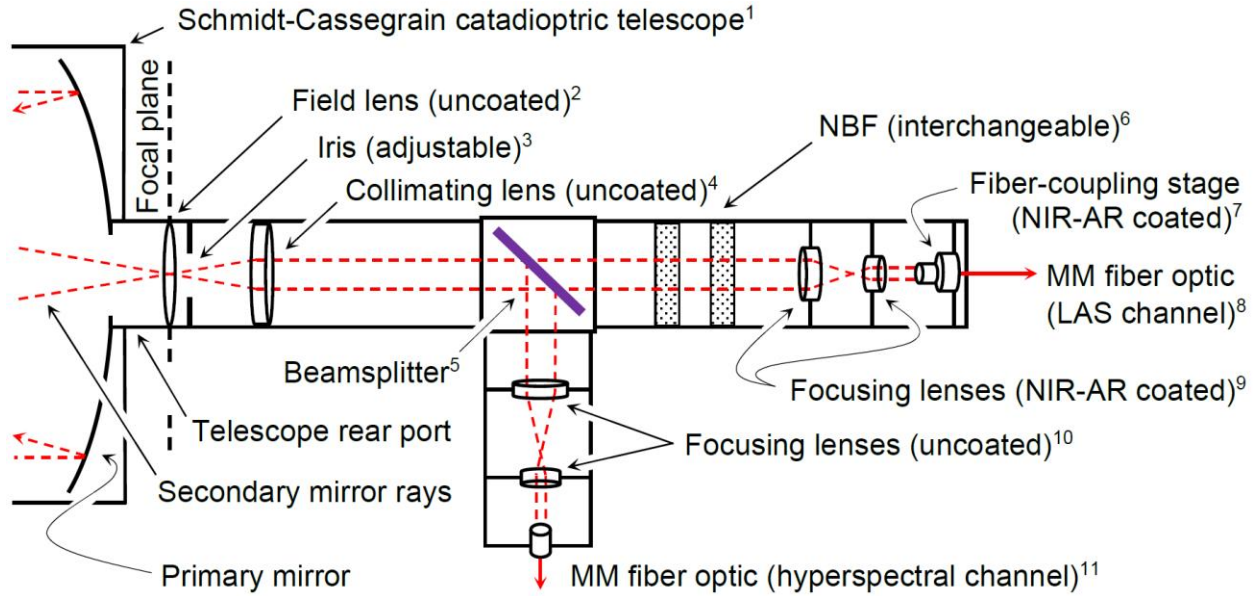 Schmidt-Cassegrain catadioptric telescope¹
Focal plane
Field lens (uncoated)²
Iris (adjustable)³
Collimating lens (uncoated)⁴
NBF (interchangeable)⁶
Fiber-coupling stage
(NIR-AR coated)⁷
MM fiber optic
(LAS channel)⁸
Beamsplitter⁵
Focusing lenses (NIR-AR coated)⁹
Telescope rear port
Focusing lenses (uncoated)¹⁰
Secondary mirror rays
Primary mirror
MM fiber optic (hyperspectral channel)¹¹